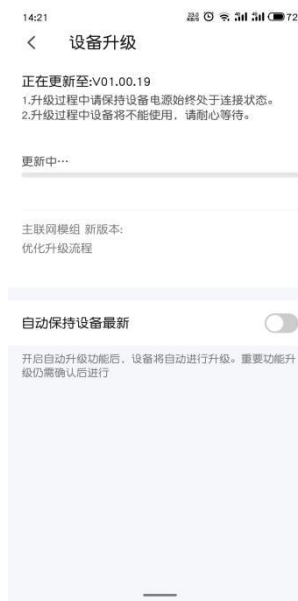 14:21
72
设备升级
正在更新至:V01.00.19
1.升级过程中请保持设备电源始终处于连接状态。
2.升级过程中设备将不能使用，请耐心等待。
更新中···
主联网模组 新版本:
优化升级流程
自动保持设备最新
开启自动升级功能后，设备将自动进行升级。重要功能升
级仍需确认后进行